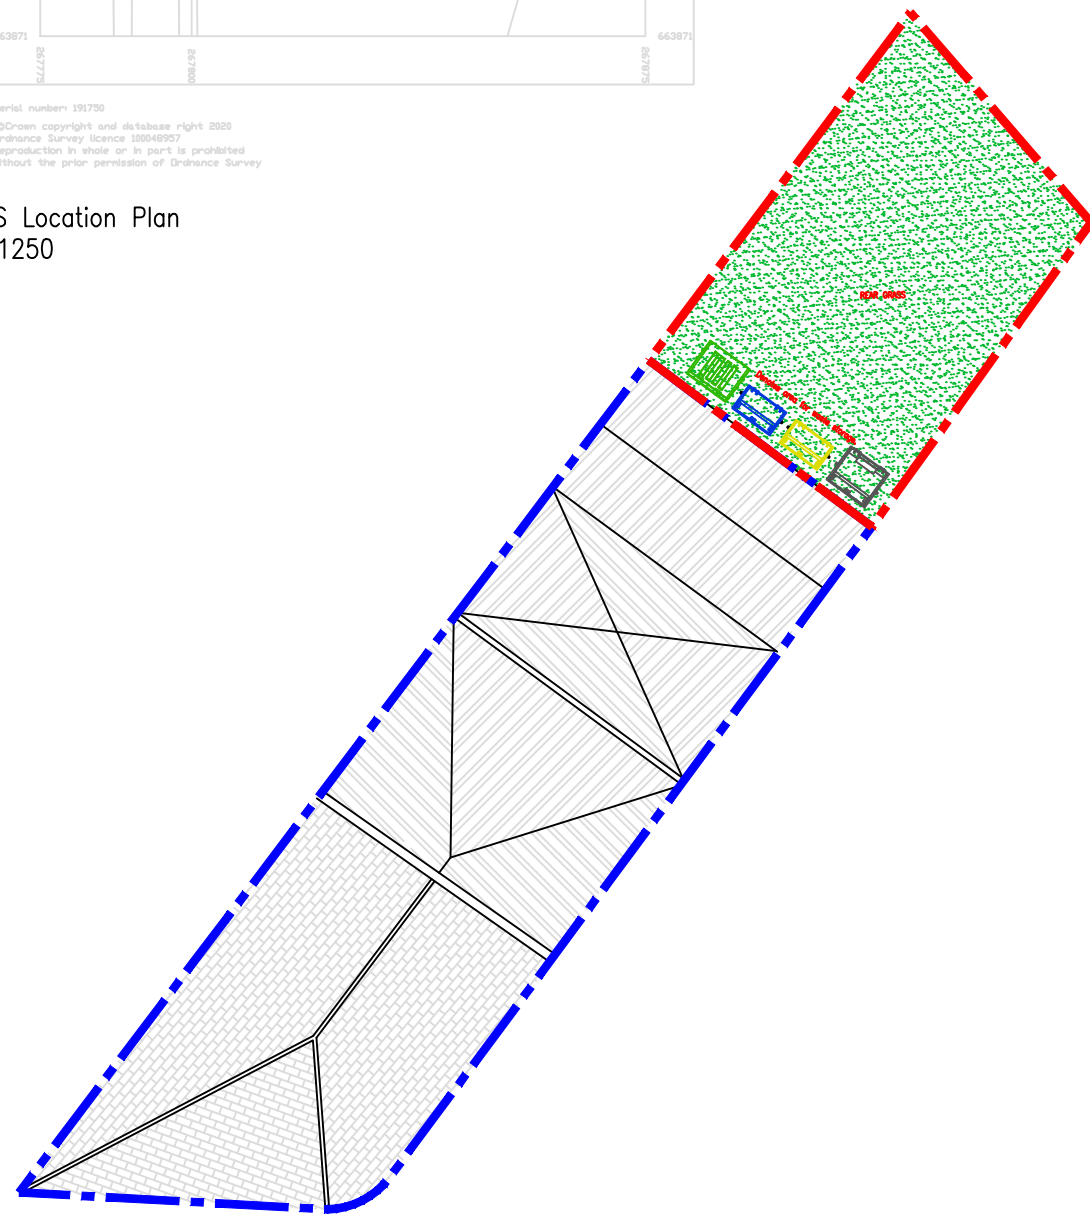 63871
663871
267775
267800
267875
erial number: 191750
©Crown copyright and database right 2020
rdnance Survey licence 100048957
eproduction in whole or in part is prohibited
ithout the prior permission of Ordnance Survey
S Location Plan
1250
REAR GRASS